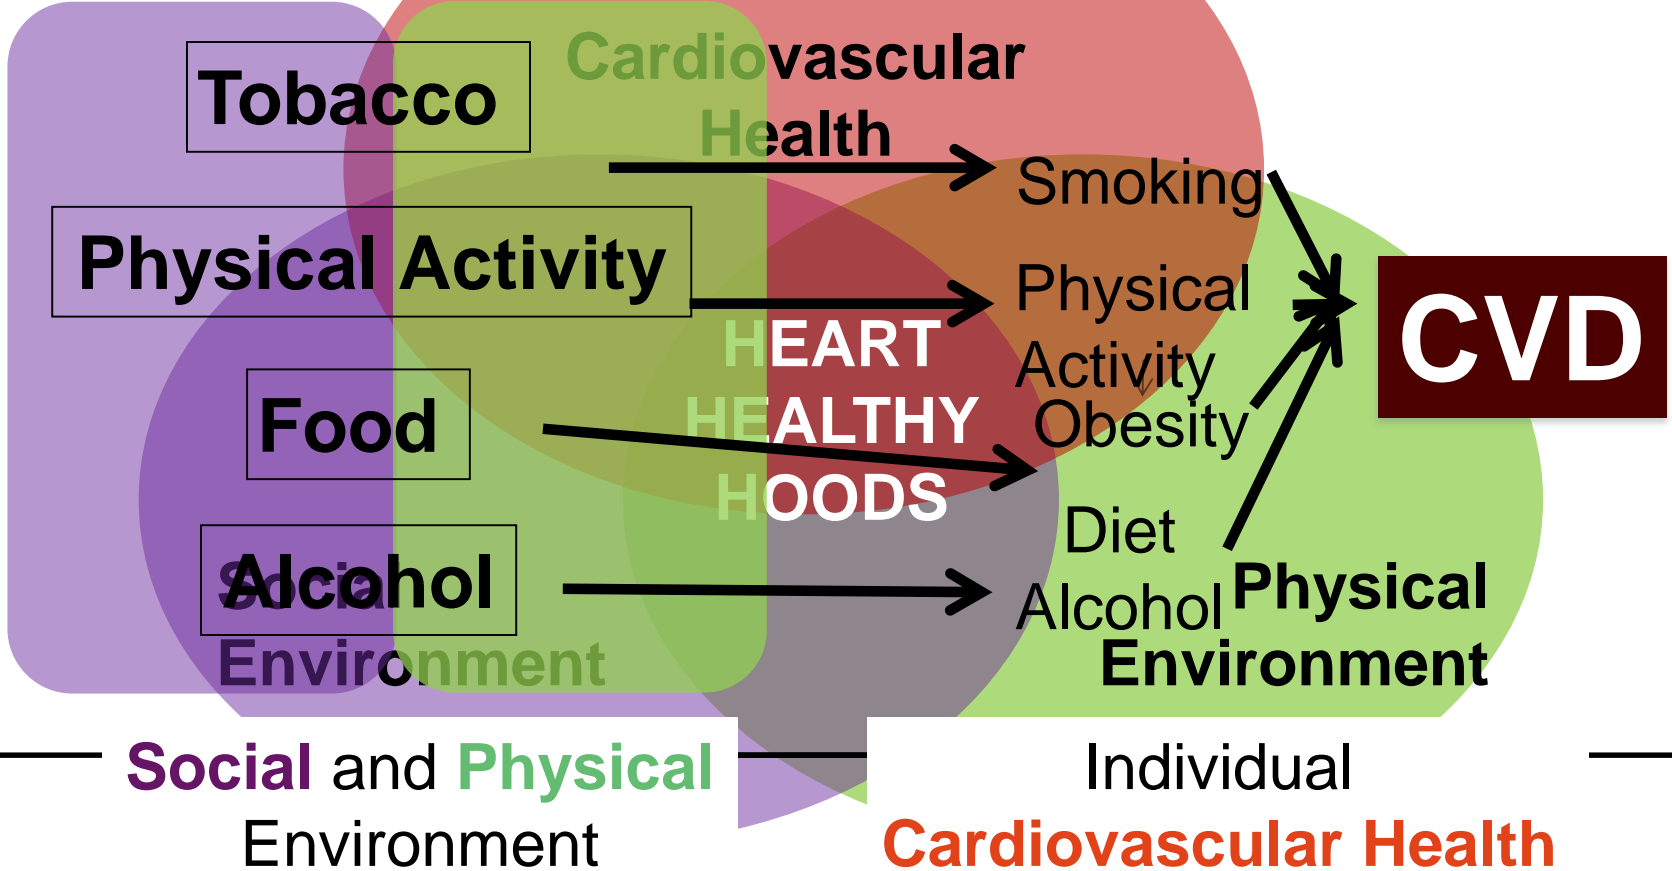 Cardiovascular
Health
Tobacco
Smoking
Physical Activity
Physical
Activity
HEART
HEALTHY
HOODS
CVD
Food
Obesity
Diet
Alcohol
Alcohol
Social
Environment
Physical
Environment
Social and Physical
Environment
Individual
Cardiovascular Health